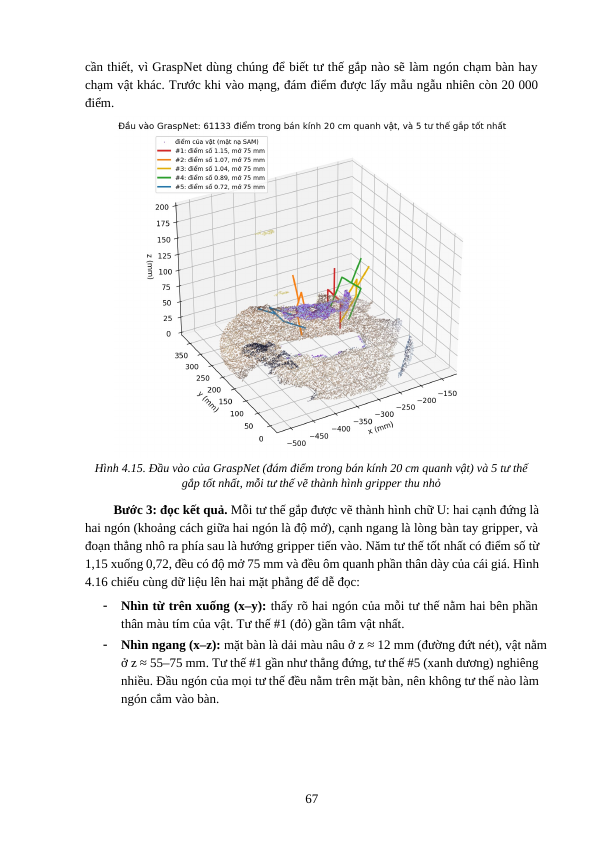 cần thiết, vì GraspNet dùng chúng để biết tư thế gắp nào sẽ làm ngón chạm bàn hay
chạm vật khác. Trước khi vào mạng, đám điểm được lấy mẫu ngẫu nhiên còn 20 000
điểm.
Đầu vào GraspNet: 61133 điểm trong bán kính 20 cm quanh vật, và 5 tư thế gắp tốt nhất
điểm của vật (mặt nạ SAM)
#1: điểm số 1.15, mở 75 mm
#2: điểm số 1.07, mở 75 mm
#3: điểm số 1.04, mở 75 mm
#4: điểm số 0.89, mở 75 mm
#5: điểm số 0.72, mở 75 mm
200
175
150
125
100
75
50
25
0
z (mm)
350
300
250
200
150
100
50
0
y (mm)
−500
−450
−400
−350
−300
−250
−200
−150
x (mm)
Hình 4.15. Đầu vào của GraspNet (đám điểm trong bán kính 20 cm quanh vật) và 5 tư thế
gắp tốt nhất, mỗi tư thế vẽ thành hình gripper thu nhỏ
Bước 3: đọc kết quả. Mỗi tư thế gắp được vẽ thành hình chữ U: hai cạnh đứng là
hai ngón (khoảng cách giữa hai ngón là độ mở), cạnh ngang là lòng bàn tay gripper, và
đoạn thẳng nhô ra phía sau là hướng gripper tiến vào. Năm tư thế tốt nhất có điểm số từ
1,15 xuống 0,72, đều có độ mở 75 mm và đều ôm quanh phần thân dày của cái giá. Hình
4.16 chiếu cùng dữ liệu lên hai mặt phẳng để dễ đọc:
- Nhìn từ trên xuống (x–y): thấy rõ hai ngón của mỗi tư thế nằm hai bên phần
thân màu tím của vật. Tư thế #1 (đỏ) gần tâm vật nhất.
- Nhìn ngang (x–z): mặt bàn là dải màu nâu ở z ≈ 12 mm (đường đứt nét), vật nằm
ở z ≈ 55–75 mm. Tư thế #1 gần như thẳng đứng, tư thế #5 (xanh dương) nghiêng
nhiều. Đầu ngón của mọi tư thế đều nằm trên mặt bàn, nên không tư thế nào làm
ngón cắm vào bàn.
67